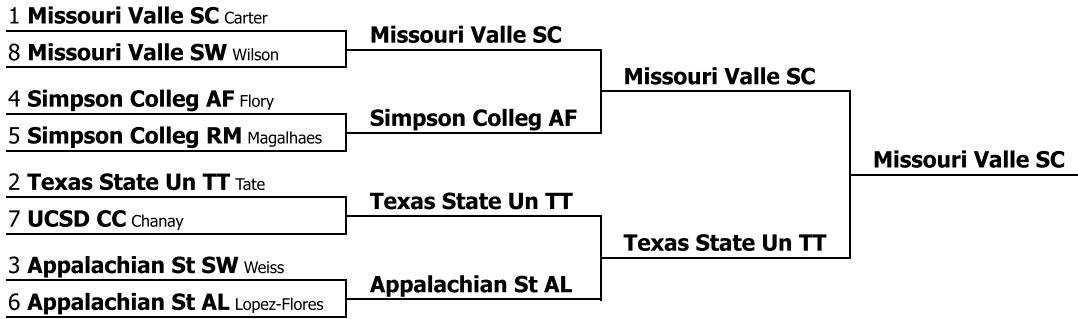 1 Missouri Valle SC Carter
8 Missouri Valle SW Wilson
4 Simpson Colleg AF Flory
5 Simpson Colleg RM Magalhaes
2 Texas State Un TT Tate
7 UCSD CC Chanay
3 Appalachian St SW Weiss
6 Appalachian St AL Lopez-Flores
Missouri Valle SC
Simpson Colleg AF
Texas State Un TT
Appalachian St AL
Missouri Valle SC
Texas State Un TT
Missouri Valle SC